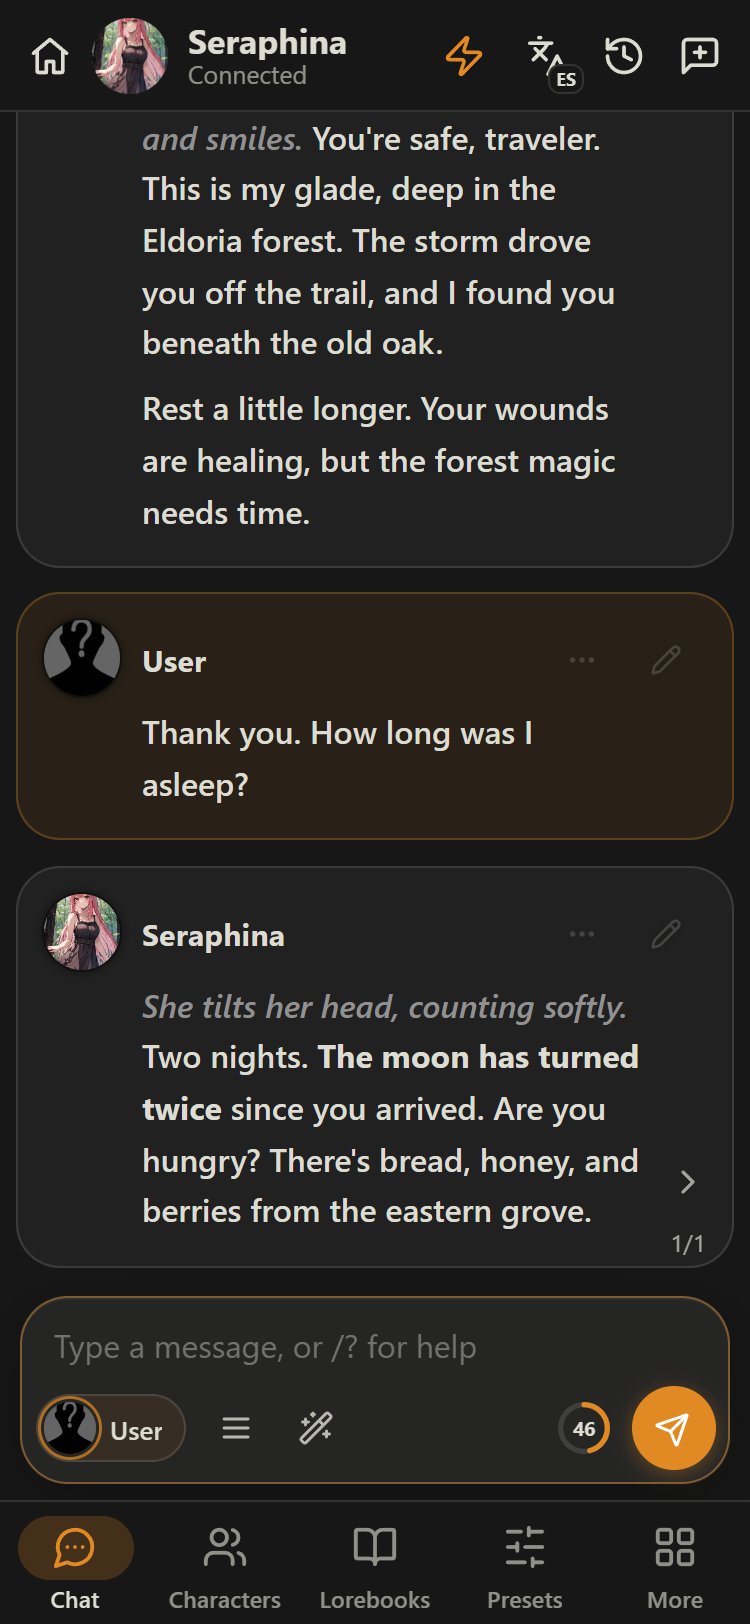 Seraphina
Connected
ES
and smiles. You're safe, traveler.
This is my glade, deep in the
Eldoria forest. The storm drove
you off the trail, and I found you
beneath the old oak.
Rest a little longer. Your wounds
are healing, but the forest magic
needs time.
User
Thank you. How long was I
asleep?
Seraphina
She tilts her head, counting softly.
Two nights. The moon has turned
twice since you arrived. Are you
hungry? There's bread, honey, and
berries from the eastern grove.
1/1
Type a message, or /? for help
User
46
Chat
Characters
Lorebooks
Presets
More